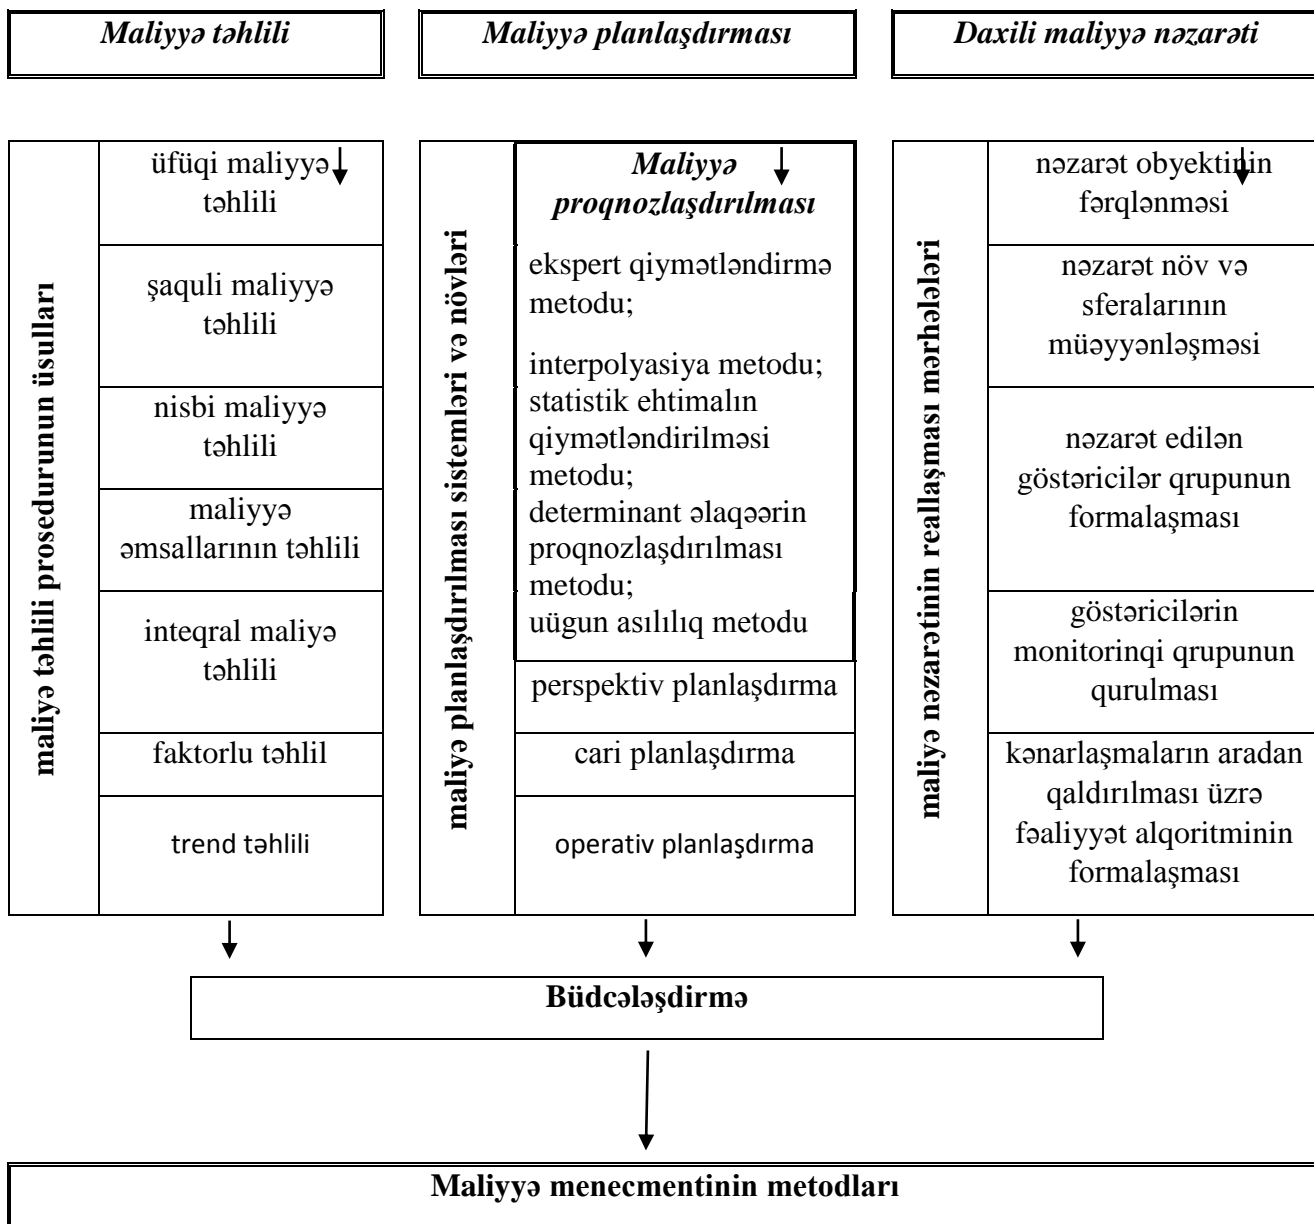 Maliyyə təhlili
Maliyyə planlaşdırması
Daxili maliyyə nəzarəti
maliyə təhlili prosedurunun üsulları
üfüqi maliyyə
təhlili
şaquli maliyyə
təhlili
nisbi maliyyə
təhlili
maliyyə
əmsallarının təhlili
inteqral maliyə
təhlili
faktorlu təhlil
trend təhlili
maliyə planlaşdırılması sistemləri və növləri
Maliyyə
proqnozlaşdırılması
ekspert qiymətləndirmə
metodu;
interpolyasiya metodu;
statistik ehtimalın
qiymətləndirilməsi
metodu;
determinant əlaqəərin
proqnozlaşdırılması
metodu;
uügun asılılıq metodu
perspektiv planlaşdırma
cari planlaşdırma
operativ planlaşdırma
maliyə nəzarətinin reallaşması mərhələləri
nəzarət obyektinin
fərqlənməsi
nəzarət növ və
sferalarının
müəyyənləşməsi
nəzarət edilən
göstəricilər qrupunun
formalaşması
göstəricilərin
monitorinqi qrupunun
qurulması
kənarlaşmaların aradan
qaldırılması üzrə
fəaliyyət alqoritminin
formalaşması
Büdcələşdirmə
Maliyyə menecmentinin metodları